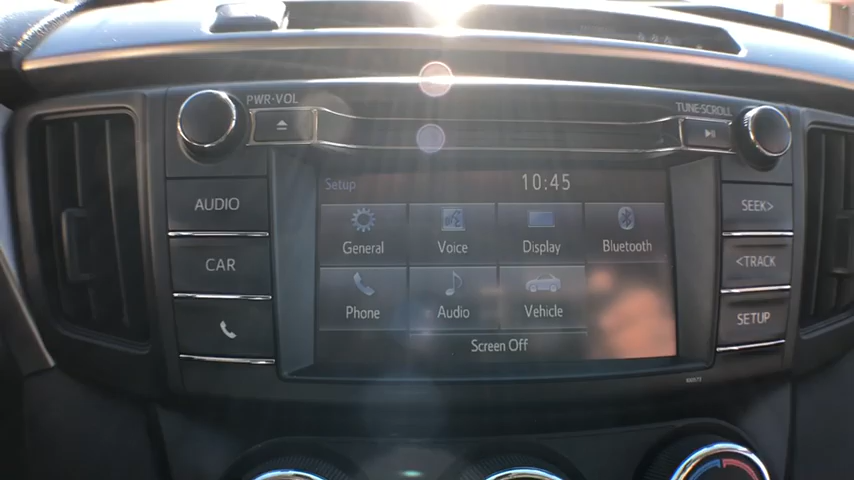 PWR·VOL
TUNE·SCROLL
AUDIO
CAR
Setup
10:45
General
Voice
Display
Bluetooth
Phone
Audio
Vehicle
Screen Off
SEEK>
<TRACK
SETUP